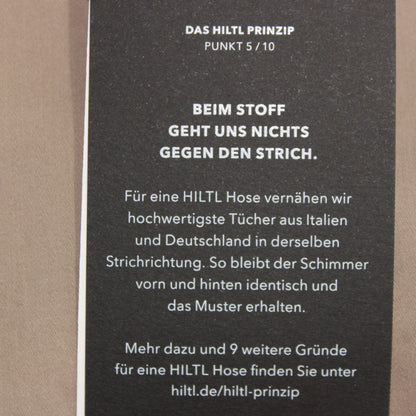 DAS HILTL PRINZIP
PUNKT 5 / 10
BEIM STOFF
GEHT UNS NICHTS
GEGEN DEN STRICH.
Für eine HILTL Hose vernähen wir
hochwertigste Tücher aus Italien
und Deutschland in derselben
Strichrichtung. So bleibt der Schimmer
vorn und hinten identisch und
das Muster erhalten.
Mehr dazu und 9 weitere Gründe
für eine HILTL Hose finden Sie unter
hiltl.de/hiltl-prinzip